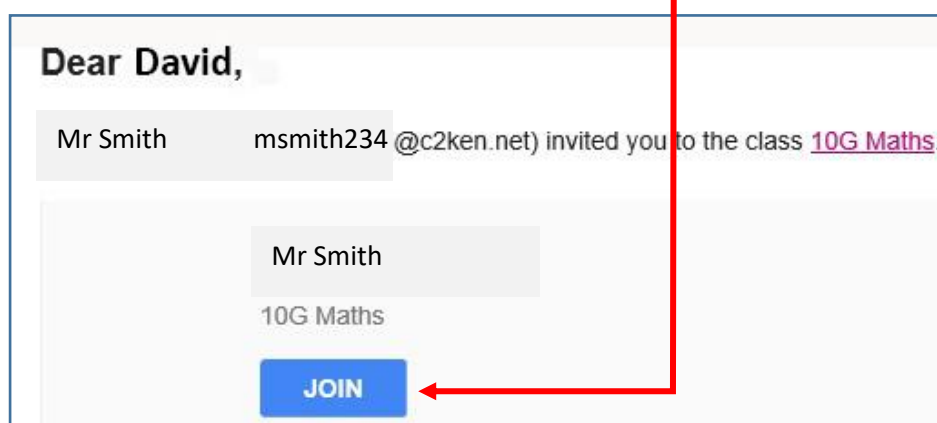 Dear David,
Mr Smith msmith234 @c2ken.net) invited you to the class 10G Maths
Mr Smith
10G Maths
JOIN